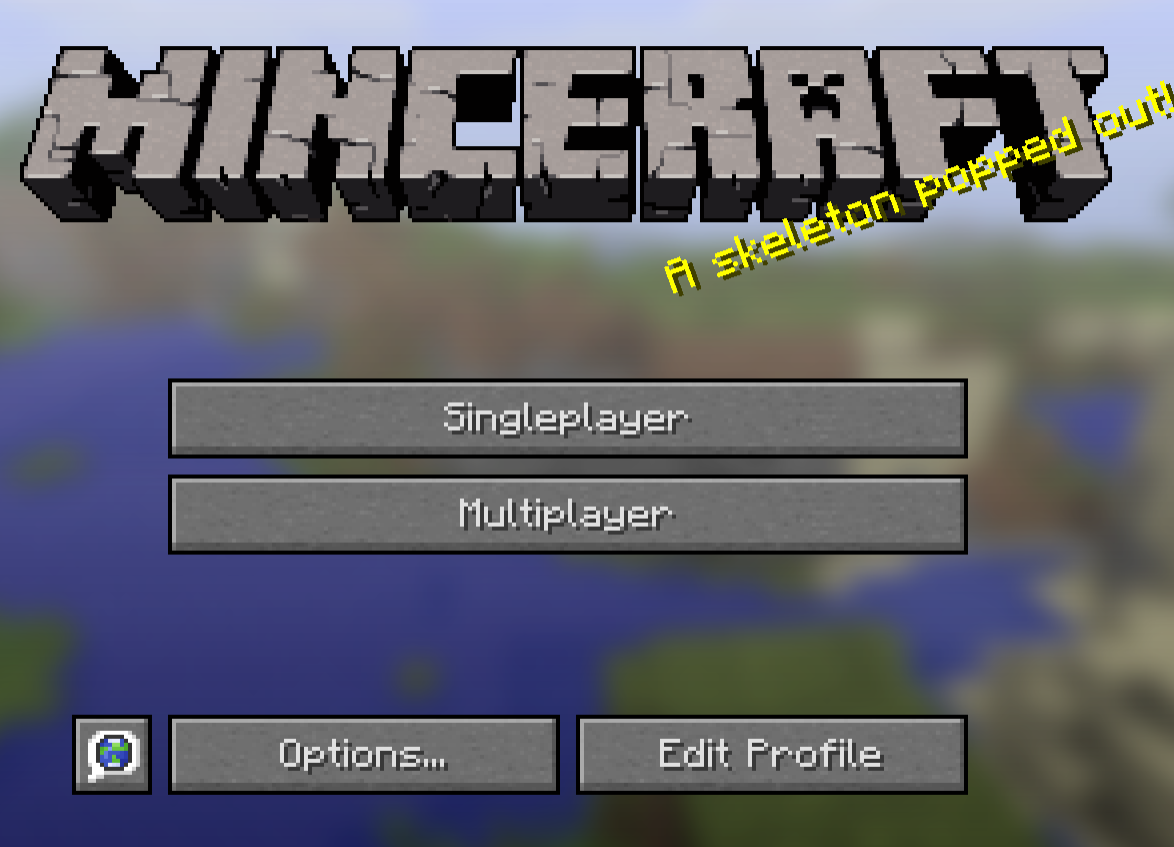 MINECRAFT
A skeleton popped out!
Singleplayer
Multiplayer
Options...
Edit Profile